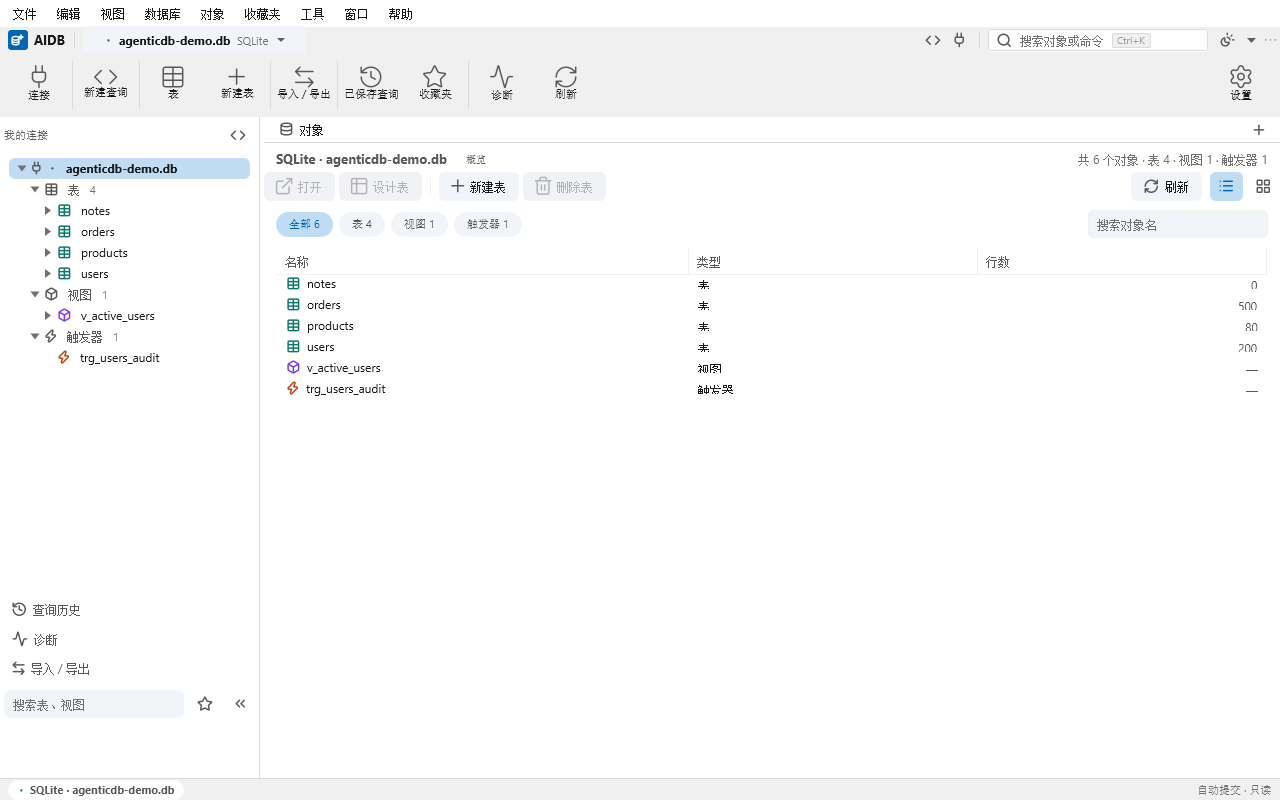 文件 编辑 视图 数据库 对象 收藏夹 工具 窗口 帮助
AIDB · agenticdb-demo.db SQLite 搜索对象或命令 Ctrl+K
连接 新建查询 表 新建表 导入 / 导出 已保存查询 收藏夹 诊断 刷新 设置
我的连接
· agenticdb-demo.db
表 4
notes
orders
products
users
视图 1
v_active_users
触发器 1
trg_users_audit
查询历史
诊断
导入 / 导出
搜索表、视图
对象
SQLite · agenticdb-demo.db 概览 共 6 个对象 · 表 4 · 视图 1 · 触发器 1
打开 设计表 新建表 删除表 刷新
全部 6 表 4 视图 1 触发器 1 搜索对象名
名称 类型 行数
notes 表 0
orders 表 500
products 表 80
users 表 200
v_active_users 视图 —
trg_users_audit 触发器 —
· SQLite · agenticdb-demo.db 自动提交 · 只读